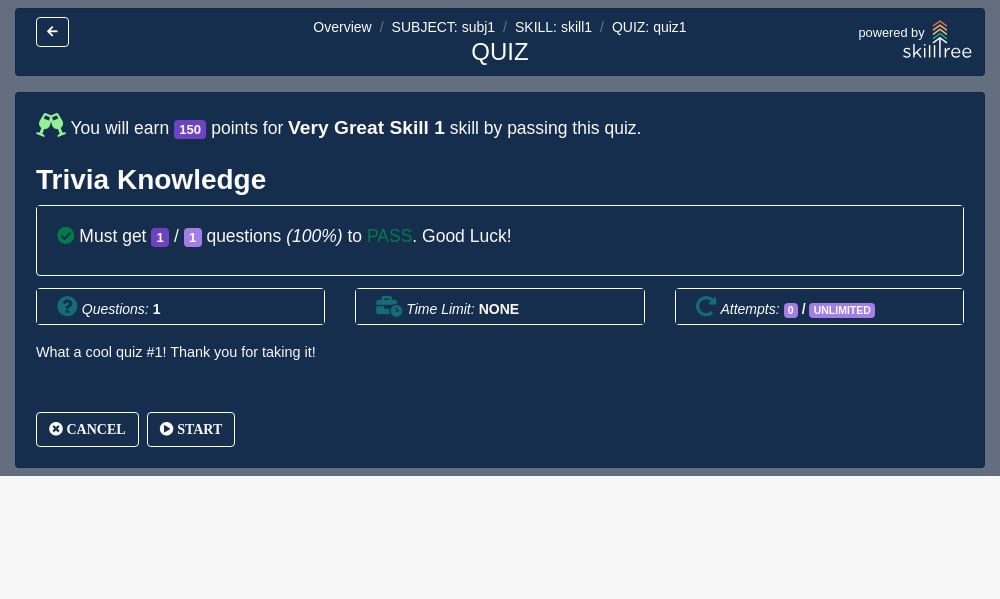 Overview / SUBJECT: subj1 / SKILL: skill1 / QUIZ: quiz1
QUIZ
powered by
skilltree
You will earn 150 points for Very Great Skill 1 skill by passing this quiz.
Trivia Knowledge
Must get 1 / 1 questions (100%) to PASS. Good Luck!
Questions: 1
Time Limit: NONE
Attempts: 0 / UNLIMITED
What a cool quiz #1! Thank you for taking it!
CANCEL
START